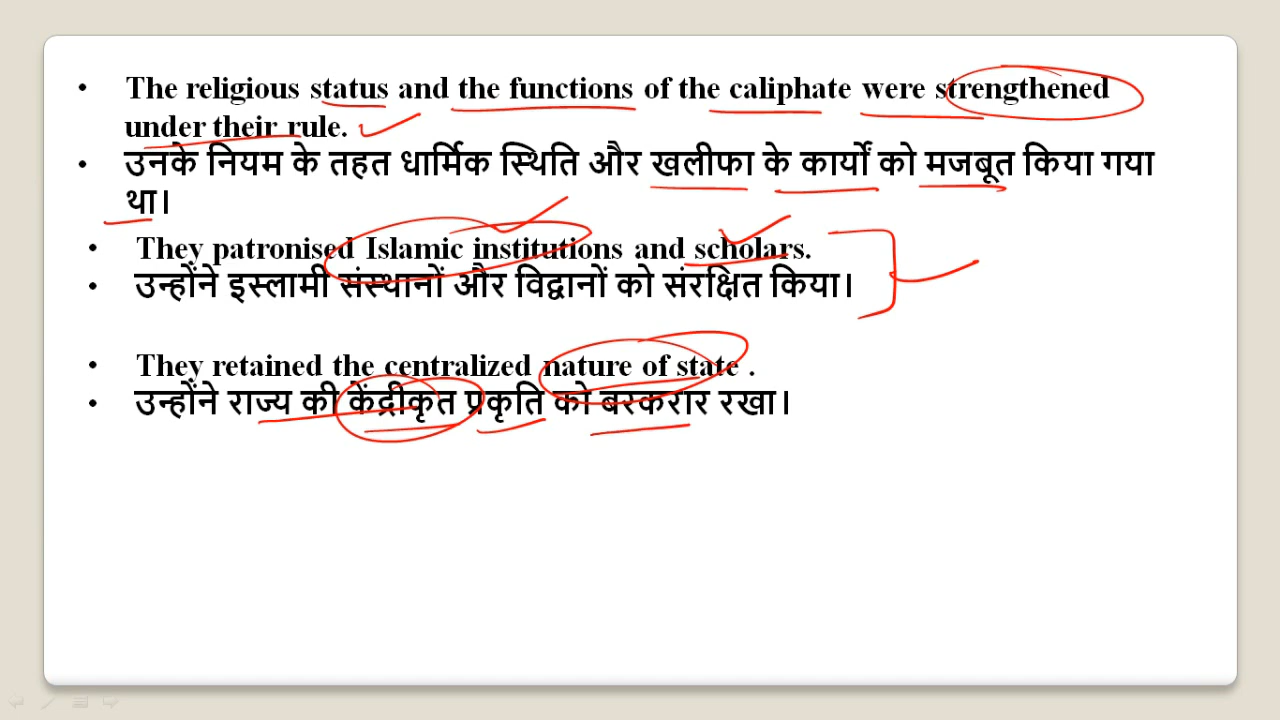 • The religious status and the functions of the caliphate were strengthened
under their rule.
• उनके नियम के तहत धार्मिक स्थिति और खलीफा के कार्यों को मजबूत किया गया
था।
• They patronised Islamic institutions and scholars.
• उन्होंने इस्लामी संस्थानों और विद्वानों को संरक्षित किया।
• They retained the centralized nature of state .
• उन्होंने राज्य की केंद्रीकृत प्रकृति को बरकरार रखा।